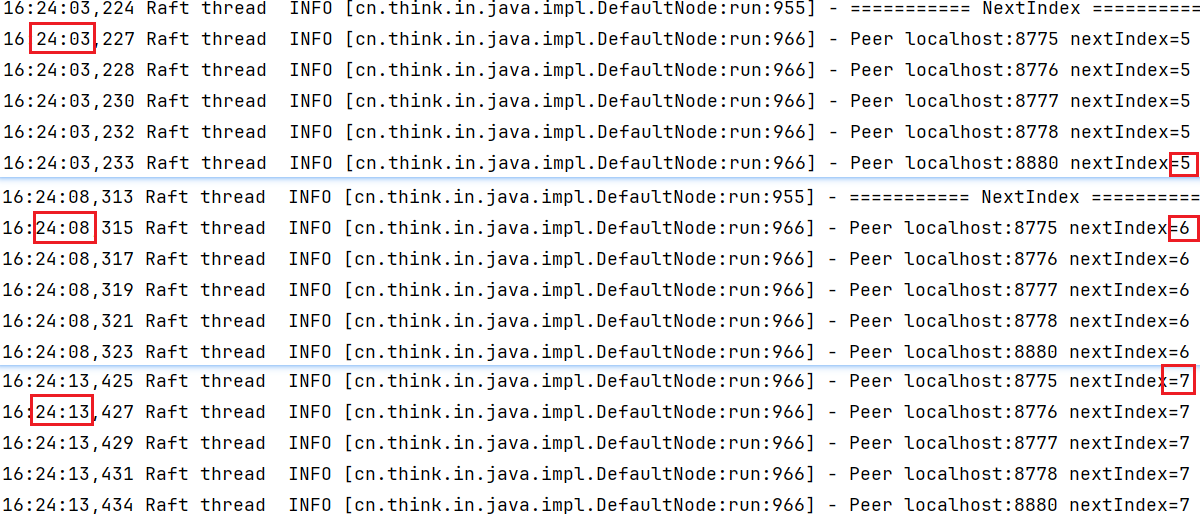 16:24:03,224 Raft thread  INFO [cn.think.in.java.impl.DefaultNode:run:955] - =========== NextIndex ==========
16 24:03,227 Raft thread  INFO [cn.think.in.java.impl.DefaultNode:run:966] - Peer localhost:8775 nextIndex=5
16:24:03,228 Raft thread  INFO [cn.think.in.java.impl.DefaultNode:run:966] - Peer localhost:8776 nextIndex=5
16:24:03,230 Raft thread  INFO [cn.think.in.java.impl.DefaultNode:run:966] - Peer localhost:8777 nextIndex=5
16:24:03,232 Raft thread  INFO [cn.think.in.java.impl.DefaultNode:run:966] - Peer localhost:8778 nextIndex=5
16:24:03,233 Raft thread  INFO [cn.think.in.java.impl.DefaultNode:run:966] - Peer localhost:8880 nextIndex=5
16:24:08,313 Raft thread  INFO [cn.think.in.java.impl.DefaultNode:run:955] - =========== NextIndex ==========
16:24:08 315 Raft thread  INFO [cn.think.in.java.impl.DefaultNode:run:966] - Peer localhost:8775 nextIndex=6
16:24:08,317 Raft thread  INFO [cn.think.in.java.impl.DefaultNode:run:966] - Peer localhost:8776 nextIndex=6
16:24:08,319 Raft thread  INFO [cn.think.in.java.impl.DefaultNode:run:966] - Peer localhost:8777 nextIndex=6
16:24:08,321 Raft thread  INFO [cn.think.in.java.impl.DefaultNode:run:966] - Peer localhost:8778 nextIndex=6
16:24:08,323 Raft thread  INFO [cn.think.in.java.impl.DefaultNode:run:966] - Peer localhost:8880 nextIndex=6
16:24:13,425 Raft thread  INFO [cn.think.in.java.impl.DefaultNode:run:966] - Peer localhost:8775 nextIndex=7
16:24:13,427 Raft thread  INFO [cn.think.in.java.impl.DefaultNode:run:966] - Peer localhost:8776 nextIndex=7
16:24:13,429 Raft thread  INFO [cn.think.in.java.impl.DefaultNode:run:966] - Peer localhost:8777 nextIndex=7
16:24:13,431 Raft thread  INFO [cn.think.in.java.impl.DefaultNode:run:966] - Peer localhost:8778 nextIndex=7
16:24:13,434 Raft thread  INFO [cn.think.in.java.impl.DefaultNode:run:966] - Peer localhost:8880 nextIndex=7